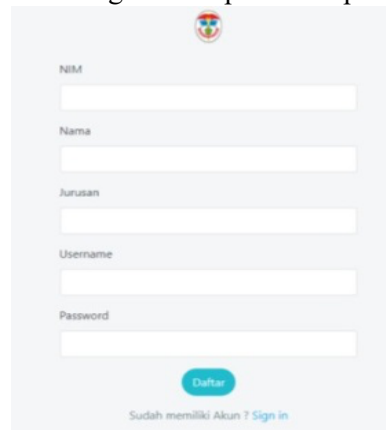 NIM
Nama
Jurusan
Username
Password
Daftar
Sudah memiliki Akun ? Sign in